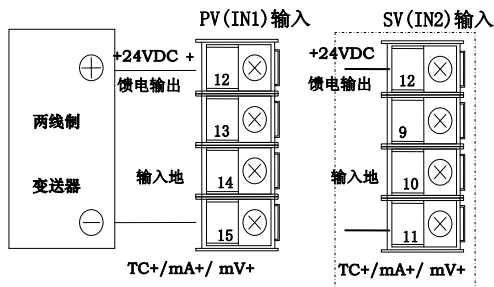 PV(IN1)输入
SV(IN2)输入
+24VDC +
馈电输出
两线制
变送器
输入地
12
13
14
15
TC+/mA+/ mV+
+24VDC
馈电输出
输入地
12
9
10
11
TC+/mA+/ mV+